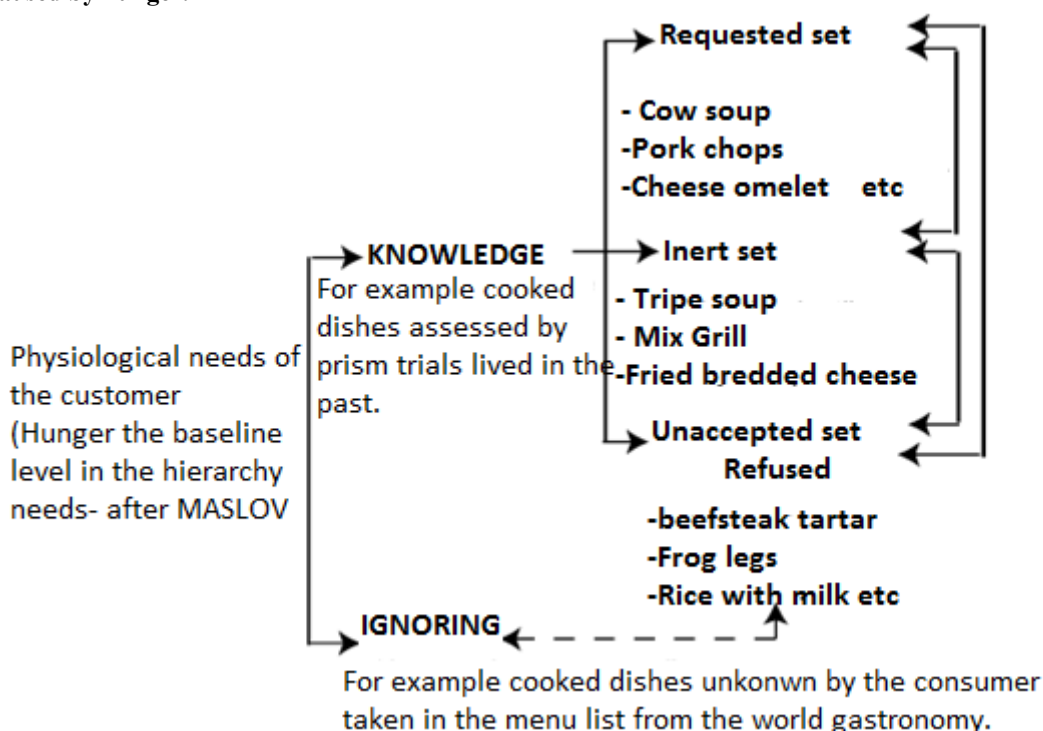 Requested set
- Cow soup
-Pork chops
-Cheese omelet etc
KNOWLEDGE
Inert set
For example cooked
dishes assessed by
prism trials lived in the
past.
- Tripe soup
- Mix Grill
-Fried bredded cheese
Physiological needs of
the customer
(Hunger the baseline
level in the hierarchy
needs- after MASLOV
Unaccepted set
Refused
-beefsteak tartar
-Frog legs
-Rice with milk etc
IGNORING
For example cooked dishes unkonwn by the consumer
taken in the menu list from the world gastronomy.